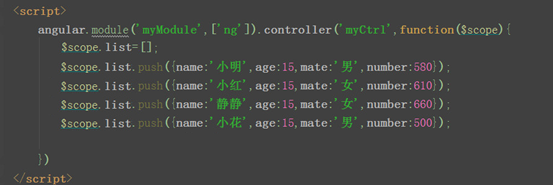 <script>
angular.module('myModule',['ng']).controller('myCtrl',function($scope){
$scope.list=[];
$scope.list.push({name:'小明',age:15,mate:'男',number:580});
$scope.list.push({name:'小红',age:15,mate:'女',number:610});
$scope.list.push({name:'静静',age:15,mate:'女',number:660});
$scope.list.push({name:'小花',age:15,mate:'男',number:500});
})
</script>